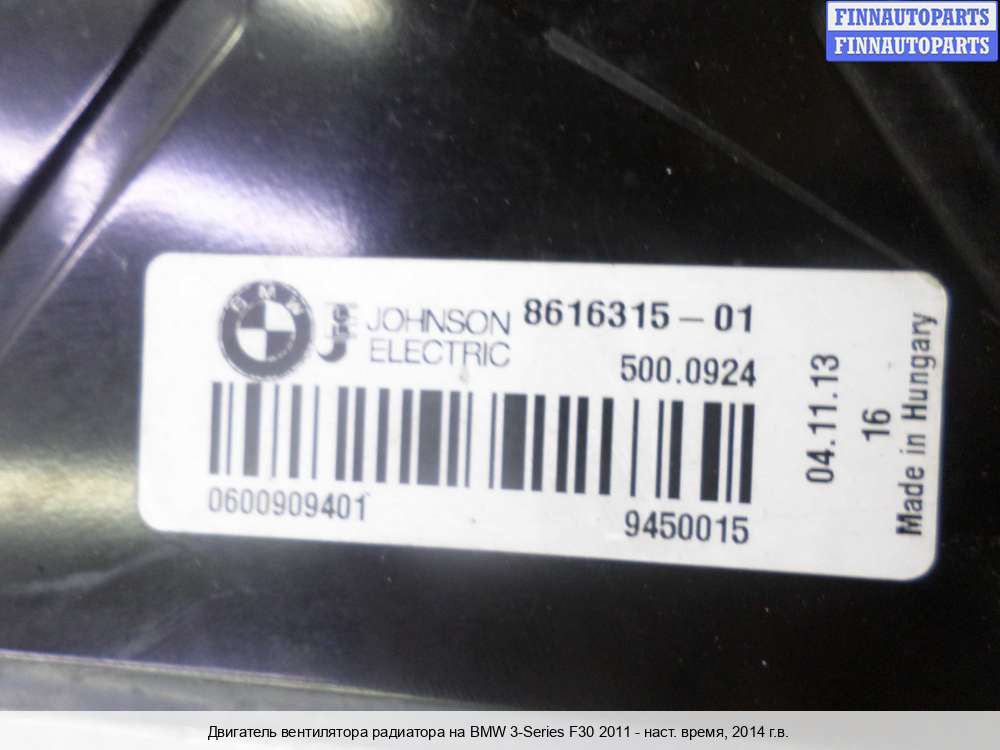 FINNAUTOPARTS
FINNAUTOPARTS
BMW
JOHNSON
ELECTRIC
8616315-01
500.0924
0600909401
9450015
04.11.13
16
Made in Hungary
Двигатель вентилятора радиатора на BMW 3-Series F30 2011 - наст. время, 2014 г.в.